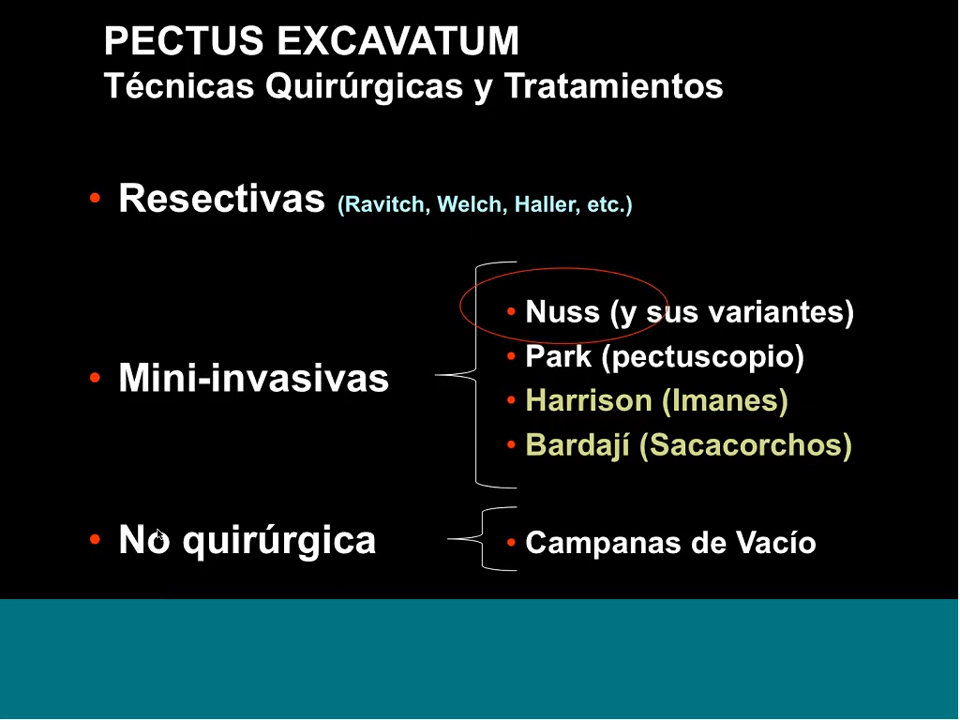 PECTUS EXCAVATUM
Técnicas Quirúrgicas y Tratamientos
• Resectivas (Ravitch, Welch, Haller, etc.)
• Nuss (y sus variantes)
• Park (pectuscopio)
• Mini-invasivas
• Harrison (Imanes)
• Bardají (Sacacorchos)
• No quirúrgica
• Campanas de Vacío